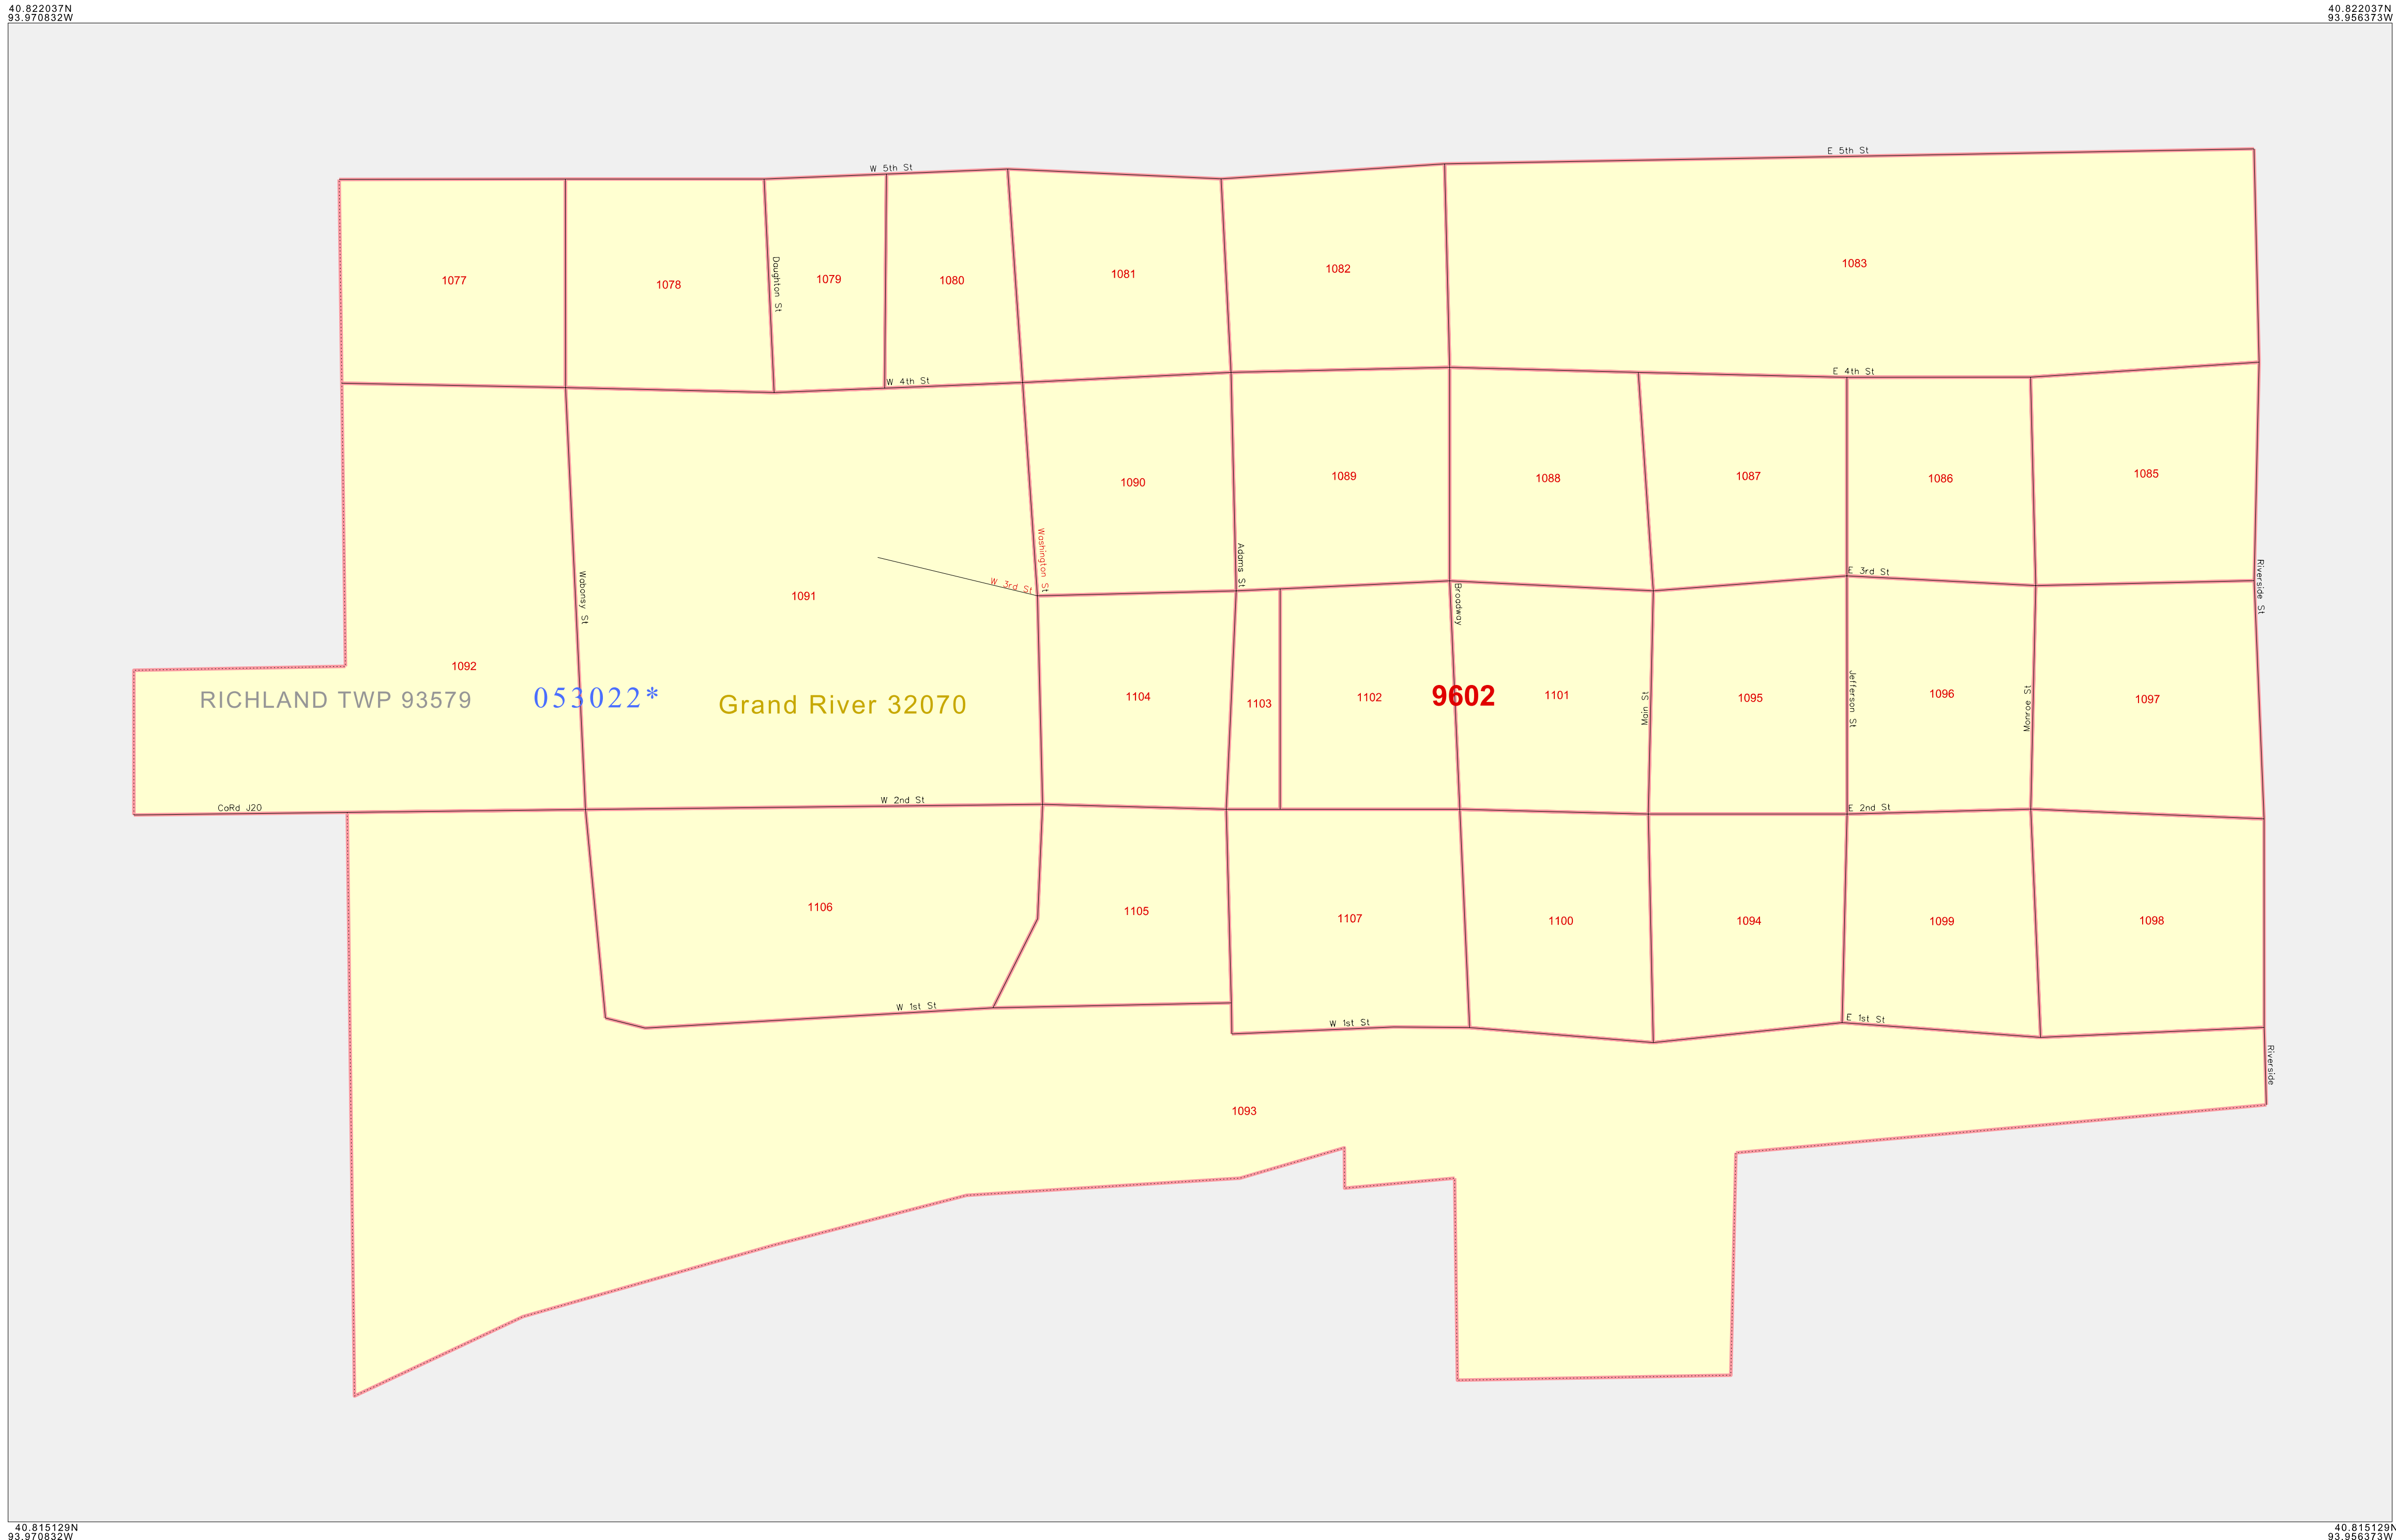 40.822037N
93.970832W
40.822037N
93.956373W
E 5th St
W 5th St
1083
1082
1081
1079
1080
1077
1078
Daughton St
E 4th St
W 4th St
1085
1089
1087
1088
1086
1090
Washington St
Adams St
Riverside St
E 3rd St
W 3rd St
Wabonsy St
1091
Broadway
1092
RICHLAND TWP 93579
053022*
Grand River 32070
1104
1103
1102
9602
1101
Main St
1095
Jefferson St
1096
Monroe St
1097
CoRd J20
W 2nd St
E 2nd St
1106
1105
1107
1100
1094
1099
1098
W 1st St
W 1st St
E 1st St
Riverside
1093
40.815129N
93.970832W
40.815129N
93.956373W